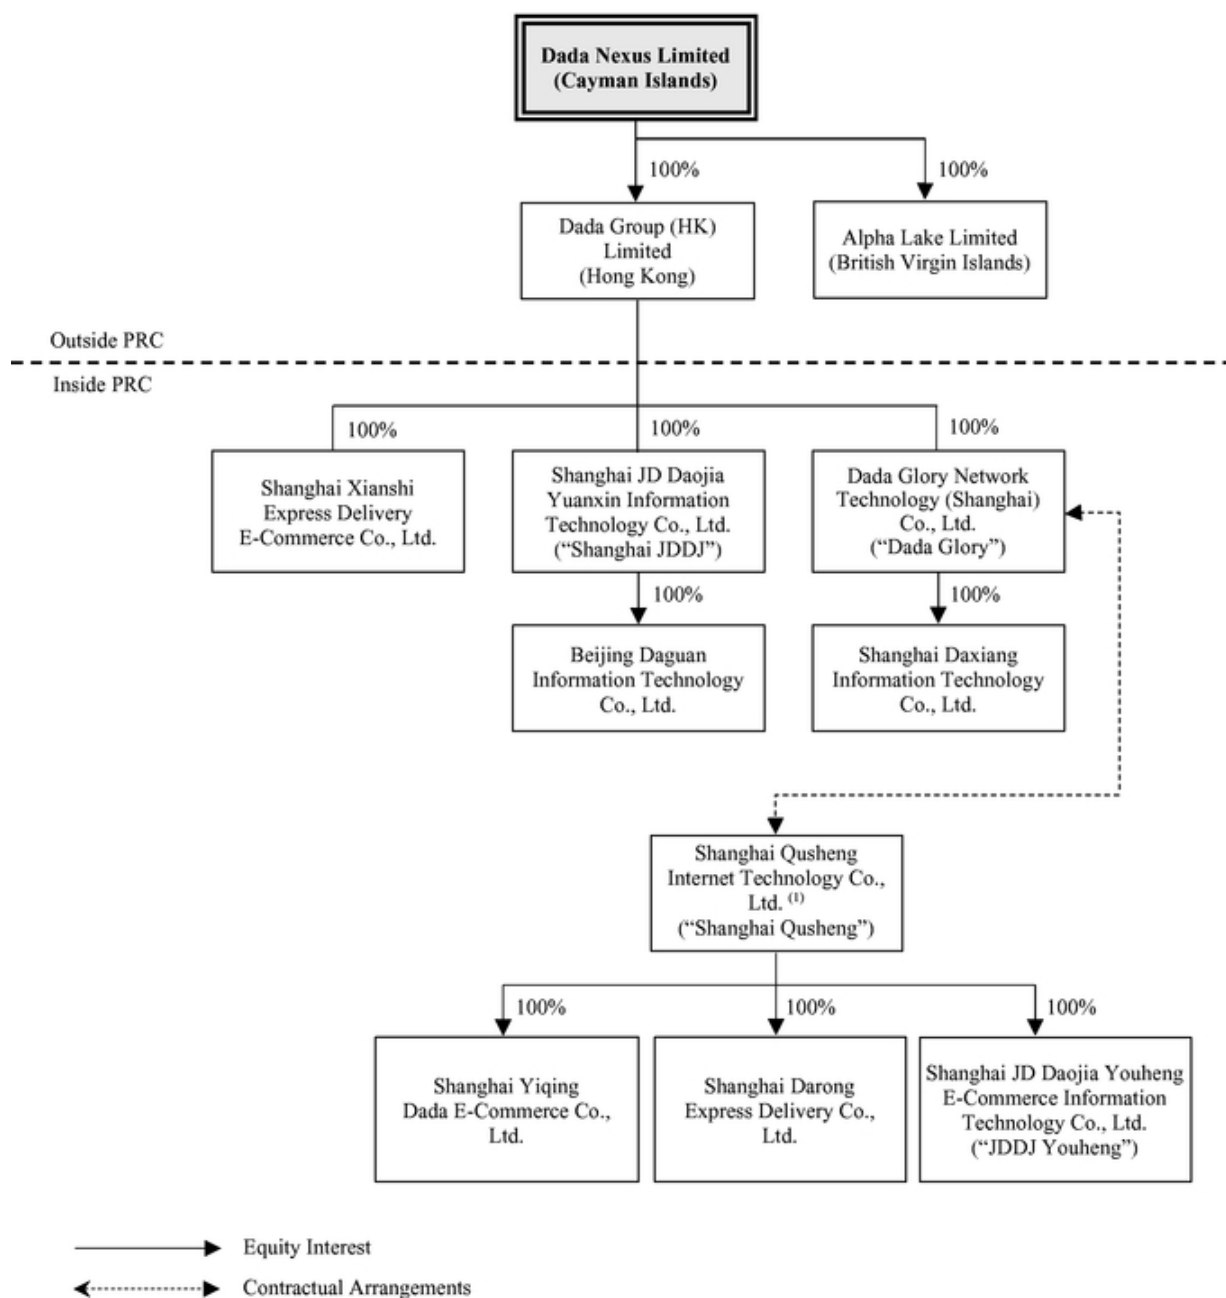 Dada Nexus Limited
(Cayman Islands)
100%
100%
Dada Group (HK)
Limited
(Hong Kong)
Alpha Lake Limited
(British Virgin Islands)
Outside PRC
Inside PRC
100%
100%
100%
Shanghai Xianshi
Express Delivery
E-Commerce Co., Ltd.
Shanghai JD Daojia
Yuanxin Information
Technology Co., Ltd.
(“Shanghai JDDJ”)
Dada Glory Network
Technology (Shanghai)
Co., Ltd.
(“Dada Glory”)
100%
100%
Beijing Daguan
Information Technology
Co., Ltd.
Shanghai Daxiang
Information Technology
Co., Ltd.
Shanghai Qusheng
Internet Technology Co.,
Ltd. (1)
(“Shanghai Qusheng”)
100%
100%
100%
Shanghai Yiqing
Dada E-Commerce Co.,
Ltd.
Shanghai Darong
Express Delivery Co.,
Ltd.
Shanghai JD Daojia Youheng
E-Commerce Information
Technology Co., Ltd.
(“JDDJ Youheng”)
Equity Interest
Contractual Arrangements